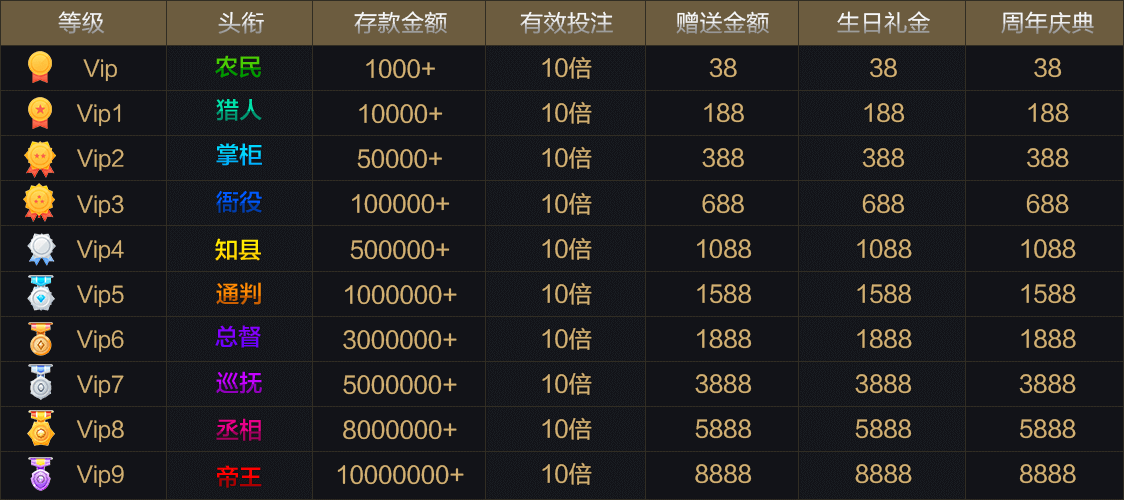 等级 头衔 存款金额 有效投注 赠送金额 生日礼金 周年庆典
Vip 农民 1000+ 10倍 38 38 38
Vip1 猎人 10000+ 10倍 188 188 188
Vip2 掌柜 50000+ 10倍 388 388 388
Vip3 衙役 100000+ 10倍 688 688 688
Vip4 知县 500000+ 10倍 1088 1088 1088
Vip5 通判 1000000+ 10倍 1588 1588 1588
Vip6 总督 3000000+ 10倍 1888 1888 1888
Vip7 巡抚 5000000+ 10倍 3888 3888 3888
Vip8 丞相 8000000+ 10倍 5888 5888 5888
Vip9 帝王 10000000+ 10倍 8888 8888 8888